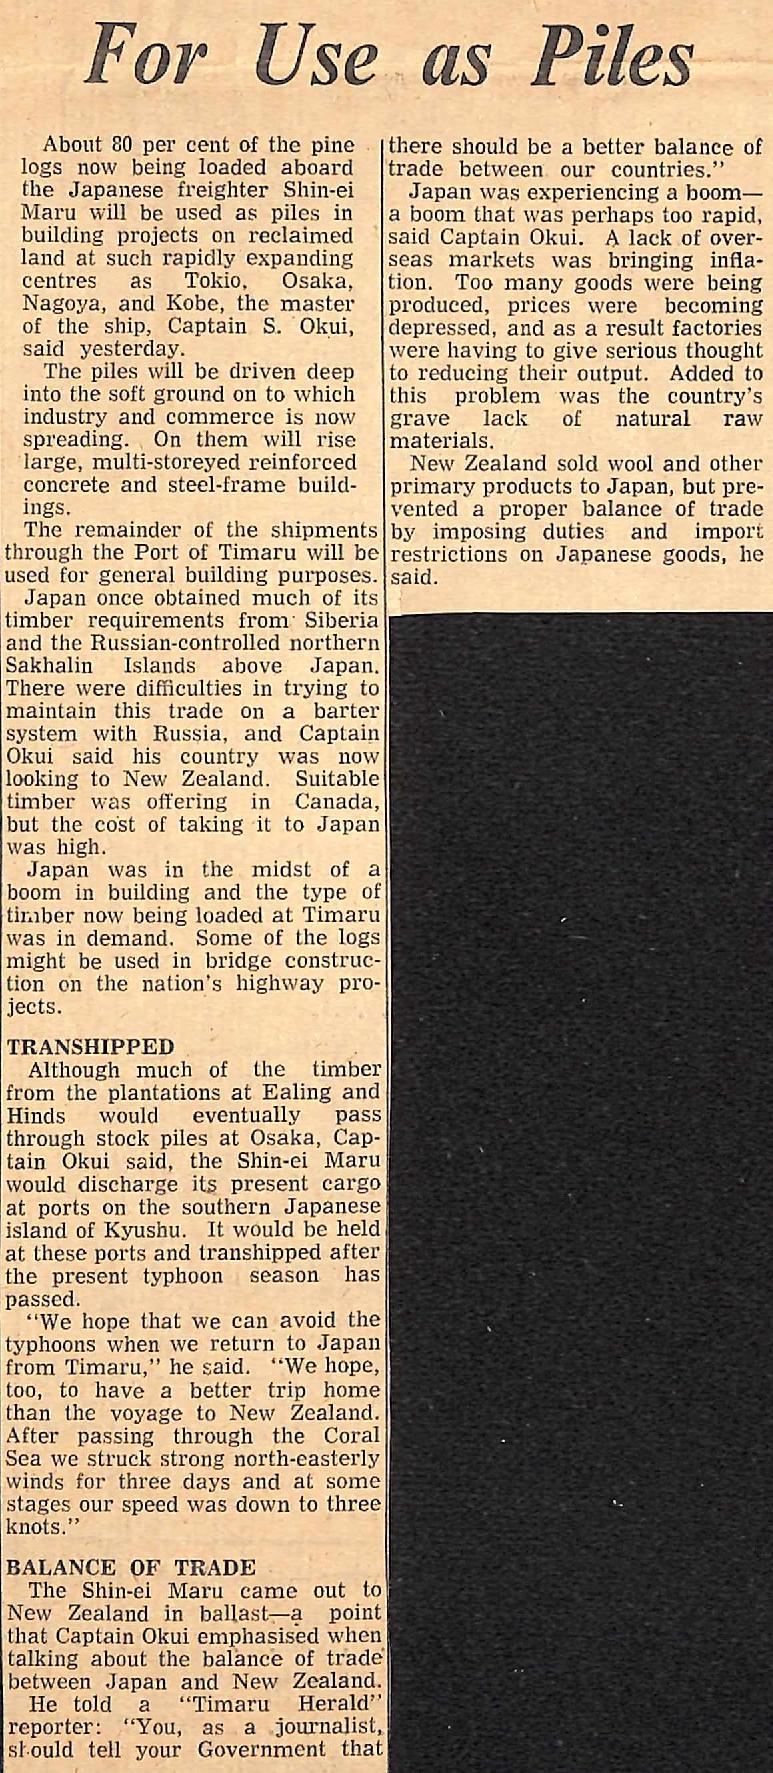 For Use as Piles
About 80 per cent of the pine
logs now being loaded aboard
the Japanese freighter Shin-ei
Maru will be used as piles in
building projects on reclaimed
land at such rapidly expanding
centres as Tokio, Osaka,
Nagoya, and Kobe, the master
of the ship, Captain S. Okui,
said yesterday.
The piles will be driven deep
into the soft ground on to which
industry and commerce is now
spreading. On them will rise
large, multi-storeyed reinforced
concrete and steel-frame build-
ings.
The remainder of the shipments
through the Port of Timaru will be
used for general building purposes.
Japan once obtained much of its
timber requirements from Siberia
and the Russian-controlled northern
Sakhalin Islands above Japan.
There were difficulties in trying to
maintain this trade on a barter
system with Russia, and Captain
Okui said his country was now
looking to New Zealand. Suitable
timber was offering in Canada,
but the cost of taking it to Japan
was high.
Japan was in the midst of a
boom in building and the type of
timber now being loaded at Timaru
was in demand. Some of the logs
might be used in bridge construc-
tion on the nation's highway pro-
jects.
TRANSHIPPED
Although much of the timber
from the plantations at Ealing and
Hinds would eventually pass
through stock piles at Osaka, Cap-
tain Okui said, the Shin-ei Maru
would discharge its present cargo
at ports on the southern Japanese
island of Kyushu. It would be held
at these ports and transhipped after
the present typhoon season has
passed.
"We hope that we can avoid the
typhoons when we return to Japan
from Timaru," he said. "We hope,
too, to have a better trip home
than the voyage to New Zealand.
After passing through the Coral
Sea we struck strong north-easterly
winds for three days and at some
stages our speed was down to three
knots."
BALANCE OF TRADE
The Shin-ei Maru came out to
New Zealand in ballast—a point
that Captain Okui emphasised when
talking about the balance of trade
between Japan and New Zealand.
He told a "Timaru Herald"
reporter: "You, as a journalist,
should tell your Government that
there should be a better balance of
trade between our countries."
Japan was experiencing a boom—
a boom that was perhaps too rapid,
said Captain Okui. A lack of over-
seas markets was bringing infla-
tion. Too many goods were being
produced, prices were becoming
depressed, and as a result factories
were having to give serious thought
to reducing their output. Added to
this problem was the country's
grave lack of natural raw
materials.
New Zealand sold wool and other
primary products to Japan, but pre-
vented a proper balance of trade
by imposing duties and import
restrictions on Japanese goods, he
said.